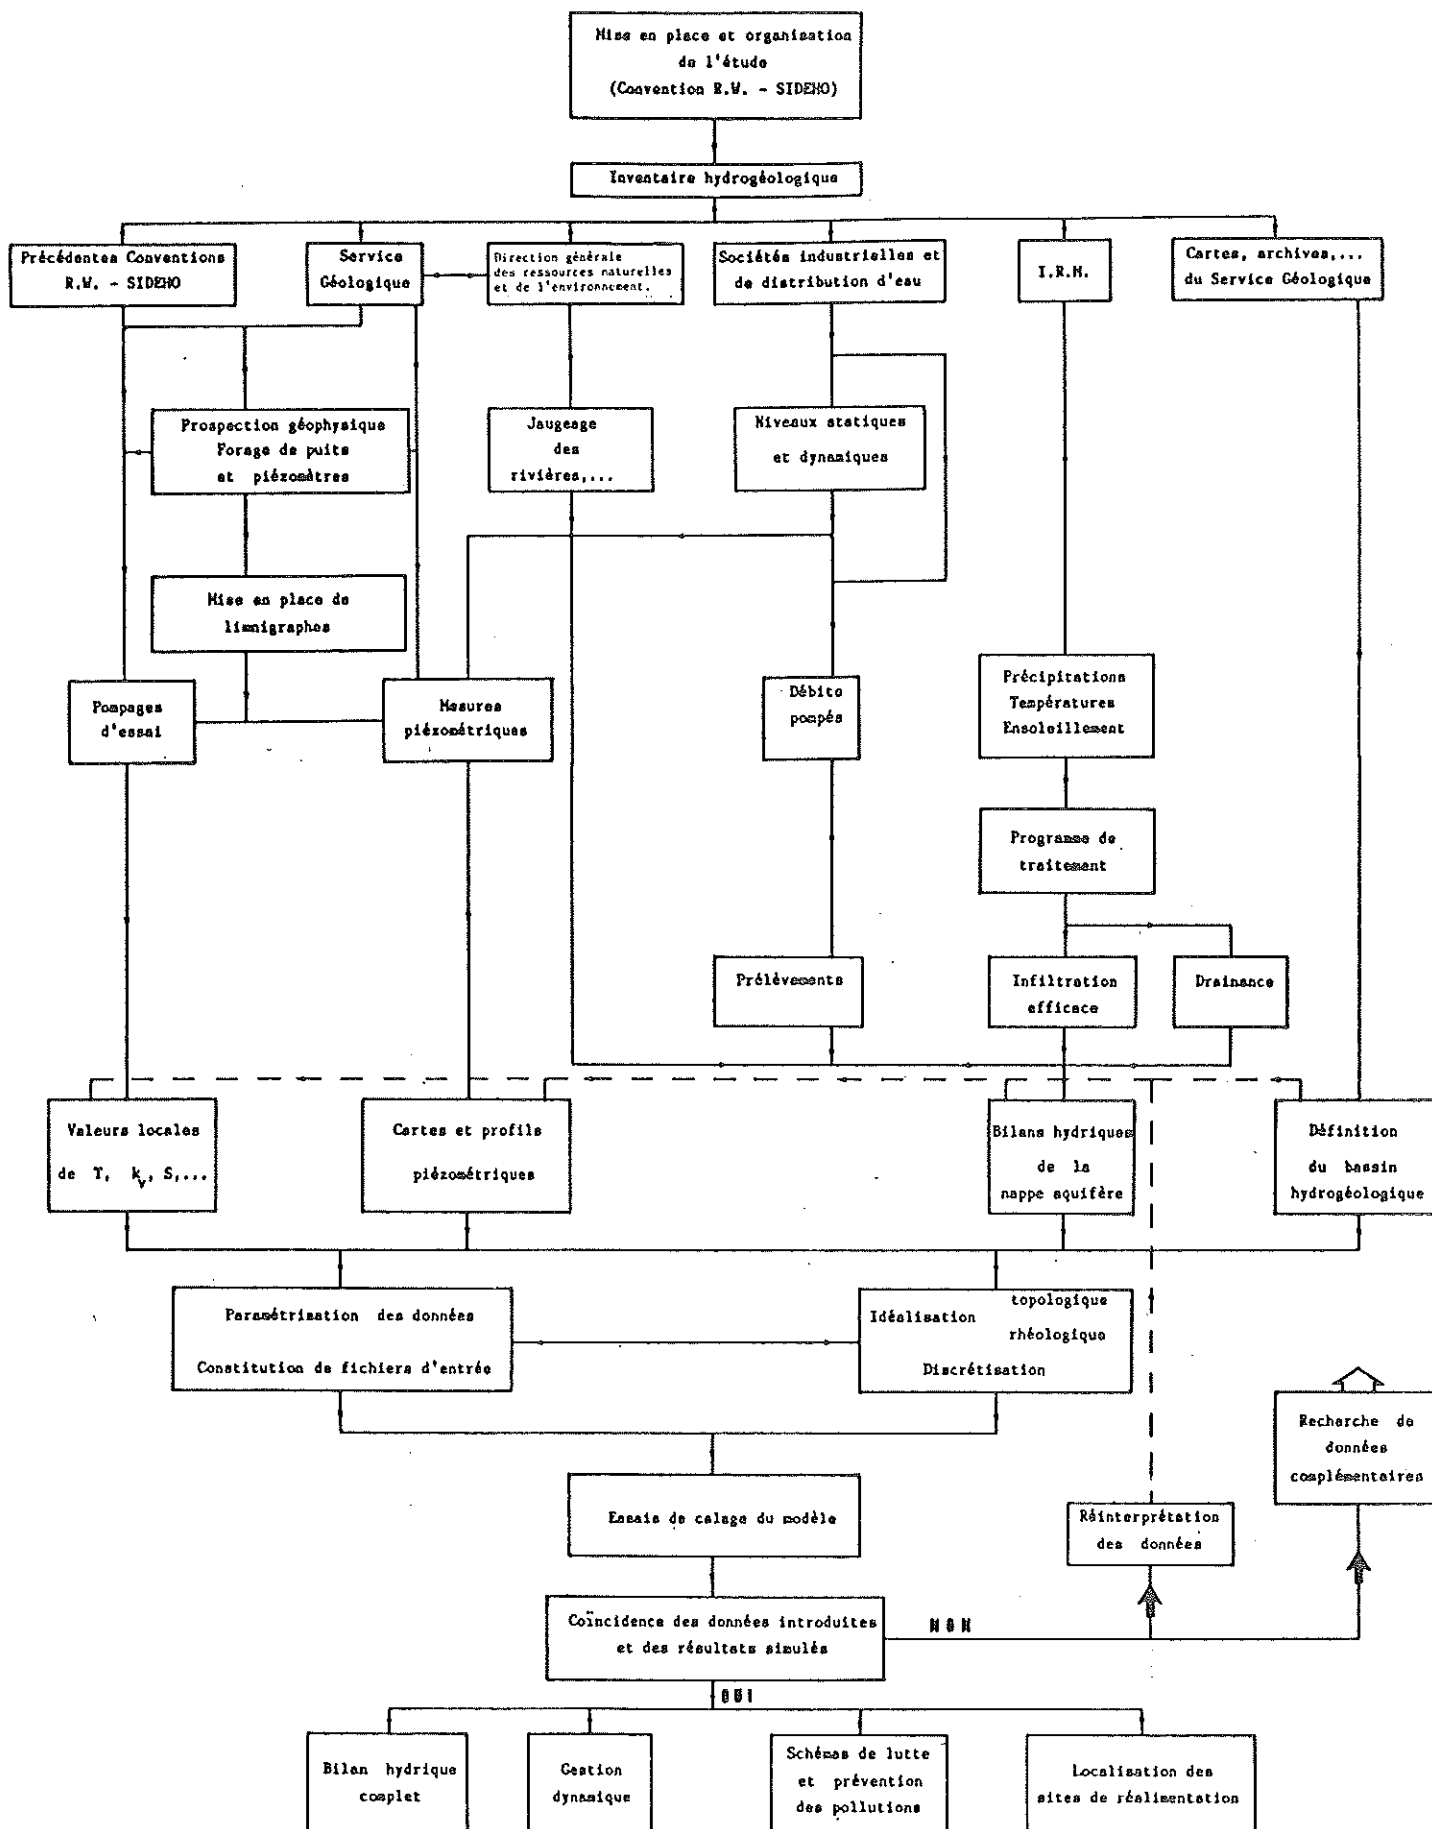 Mise en place et organisation
de l'étude
(Convention R.W. - SIDEHO)
Inventaire hydrogéologique
Précédentes Conventions
R.W. - SIDEHO
Service
Géologique
Direction générale
des ressources naturelles
et de l'environnement.
Sociétés industrielles et
de distribution d'eau
I.R.M.
Cartes, archives,...
du Service Géologique
Prospection géophysique
Forage de puits
et piézomètres
Jaugeage
des
rivières,...
Niveaux statiques
et dynamiques
Mise en place de
limnigraphes
Pompages
d'essai
Mesures
piézométriques
Débits
pompés
Précipitations
Températures
Ensoleillement
Programme de
traitement
Prélèvements
Infiltration
efficace
Drainance
Valeurs locales
de T, kv, S,...
Cartes et profils
piézométriques
Bilans hydriques
de la
nappe aquifère
Définition
du bassin
hydrogéologique
Paramétrisation des données
Constitution de fichiers d'entrée
Idéalisation topologique
rhéologique
Discrétisation
Recherche de
données
complémentaires
Essais de calage du modèle
Réinterprétation
des données
Coïncidence des données introduites
et des résultats simulés
NON
OUI
Bilan hydrique
complet
Gestion
dynamique
Schémas de lutte
et prévention
des pollutions
Localisation des
sites de réalimentation